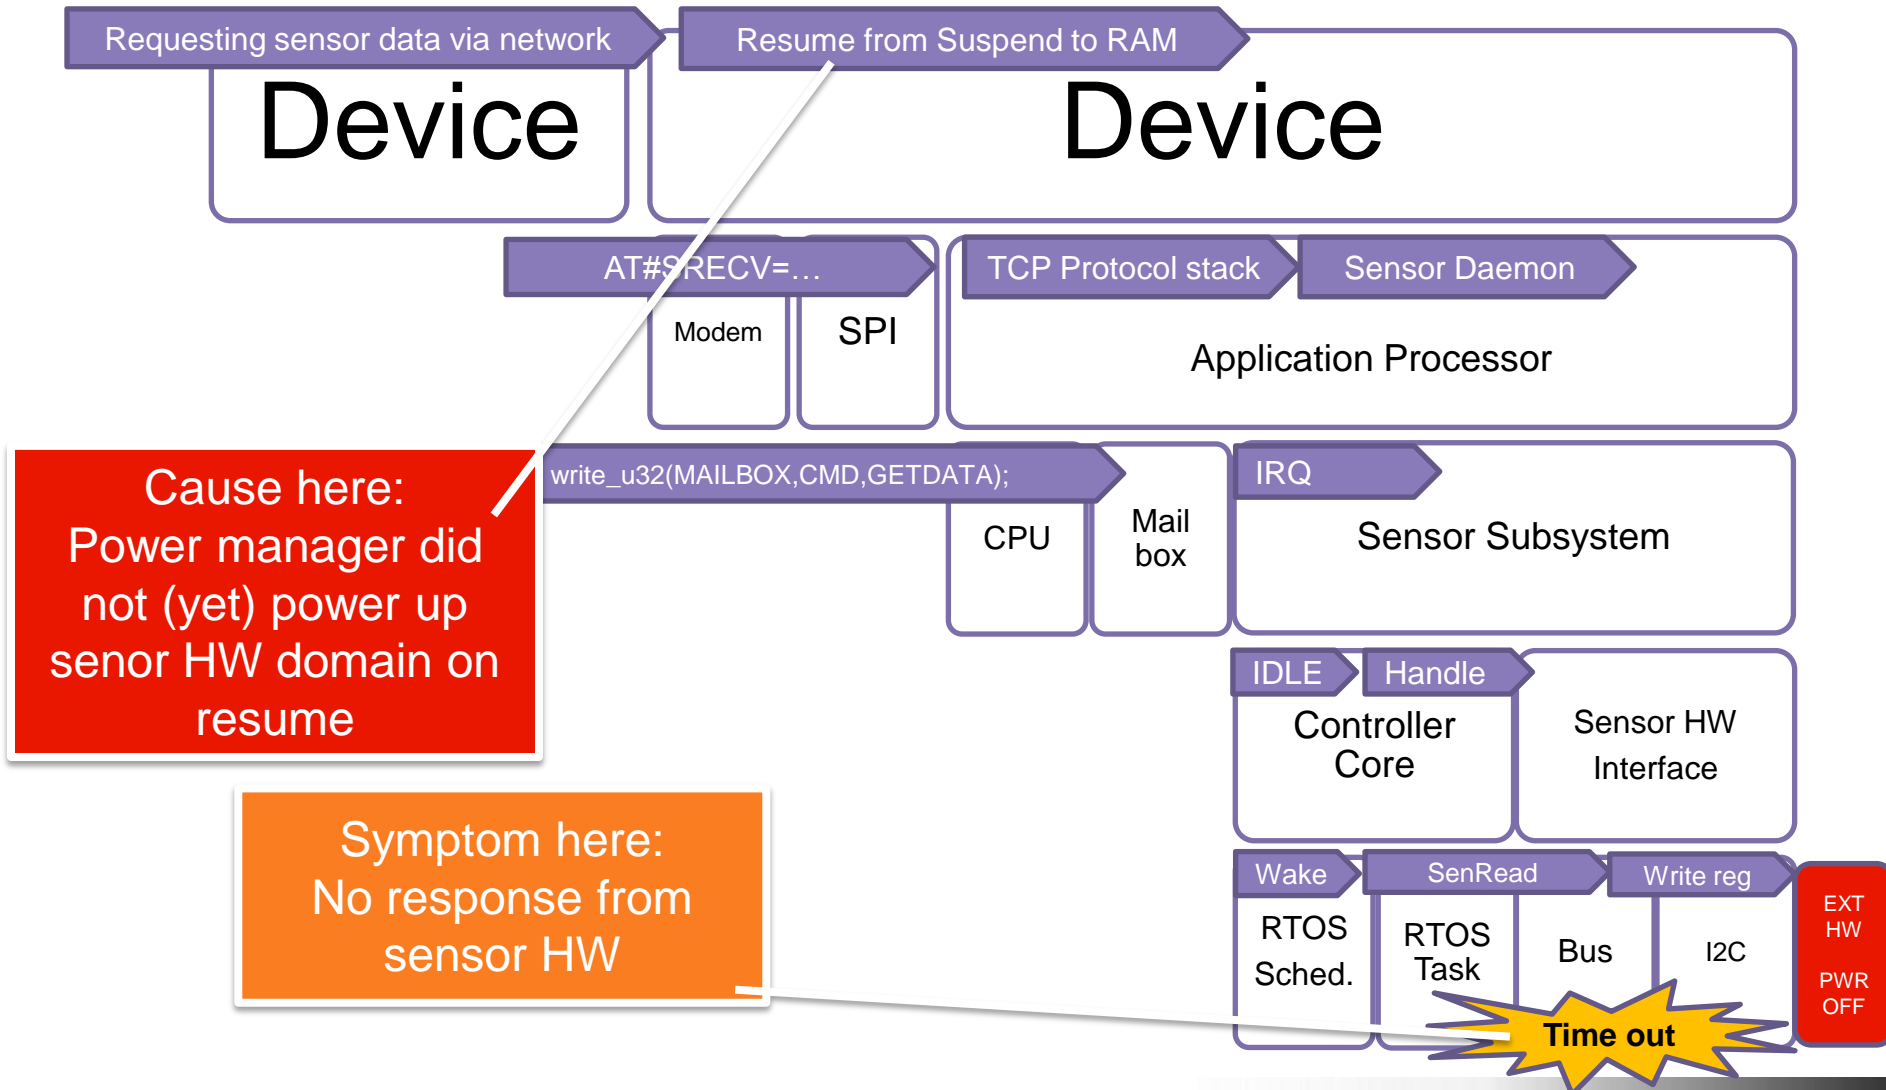 Requesting sensor data via network
Resume from Suspend to RAM
Device
Device
AT#SRECV=…
TCP Protocol stack
Sensor Daemon
Modem
SPI
Application Processor
write_u32(MAILBOX,CMD,GETDATA);
IRQ
CPU
Mail
box
Sensor Subsystem
Cause here:
Power manager did
not (yet) power up
senor HW domain on
resume
IDLE
Handle
Controller
Core
Sensor HW
Interface
Symptom here:
No response from
sensor HW
Wake
SenRead
Write reg
RTOS
Sched.
RTOS
Task
Bus
I2C
EXT
HW
PWR
OFF
Time out